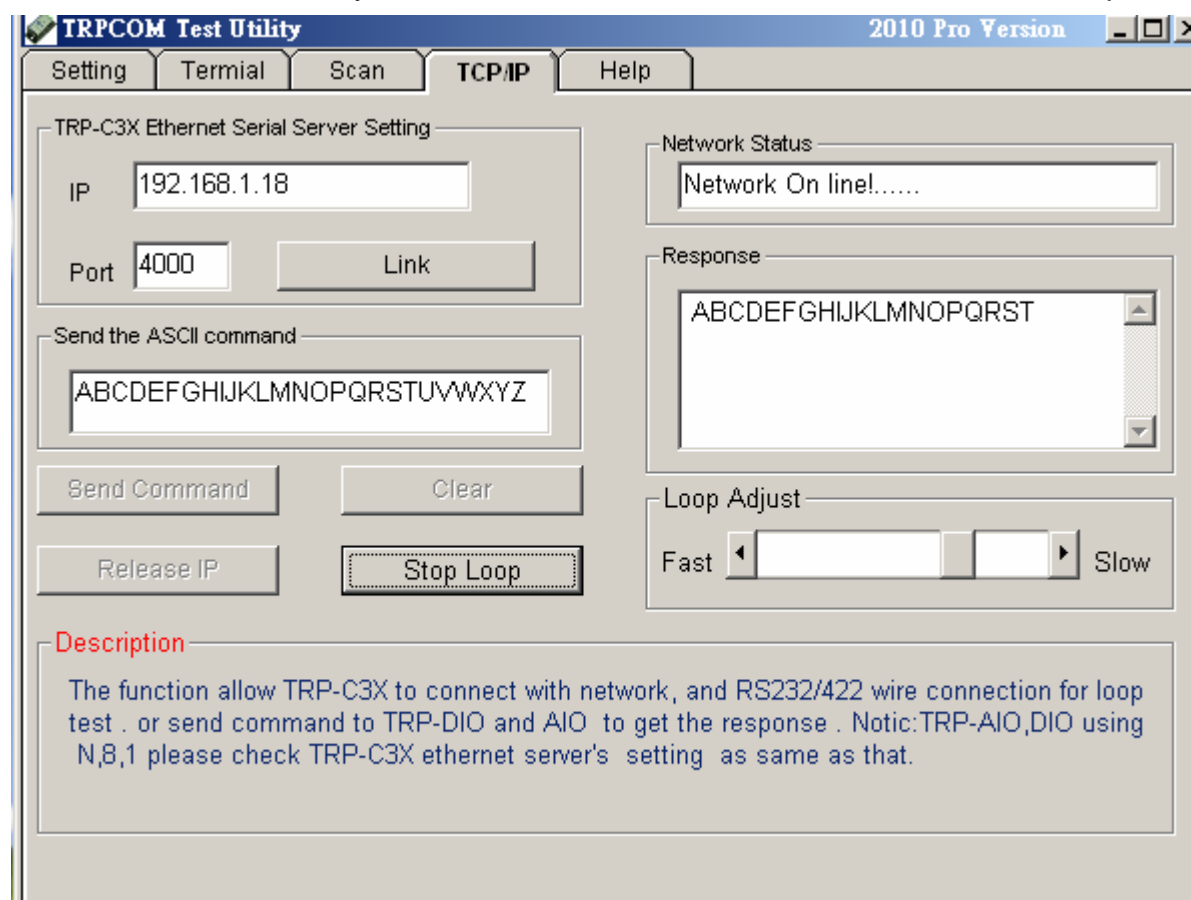 TRPCOM Test Utility 2010 Pro Version
Setting Termial Scan TCP/IP Help
TRP-C3X Ethernet Serial Server Setting
IP 192.168.1.18
Port 4000 Link
Send the ASCII command
ABCDEFGHIJKLMNOPQRSTUVWXYZ
Send Command Clear
Release IP Stop Loop
Network Status
Network On line!......
Response
ABCDEFGHIJKLMNOPQRST
Loop Adjust
Fast Slow
Description
The function allow TRP-C3X to connect with network, and RS232/422 wire connection for loop
test . or send command to TRP-DIO and AIO to get the response . Notic:TRP-AIO,DIO using
N,8,1 please check TRP-C3X ethernet server's setting as same as that.